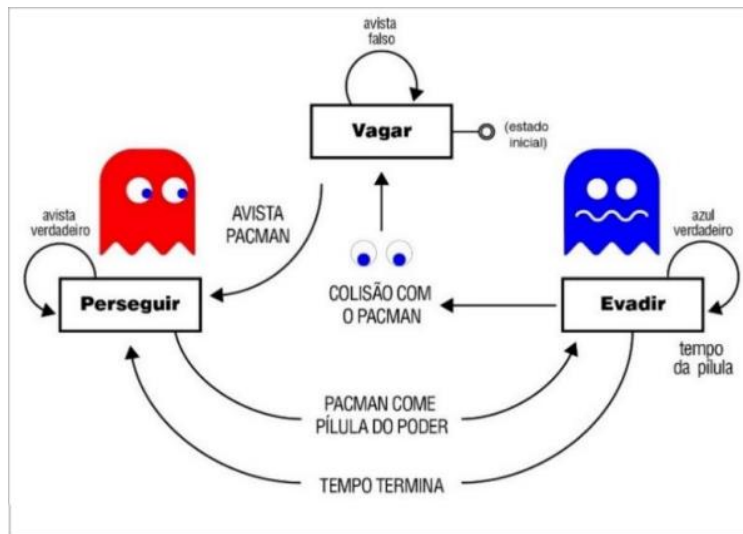 avista
falso
Vagar
(estado
inicial)
avista
verdadeiro
AVISTA
PACMAN
azul
verdadeiro
Perseguir
COLISÃO COM
O PACMAN
Evadir
tempo
da pílula
PACMAN COME
PÍLULA DO PODER
TEMPO TERMINA